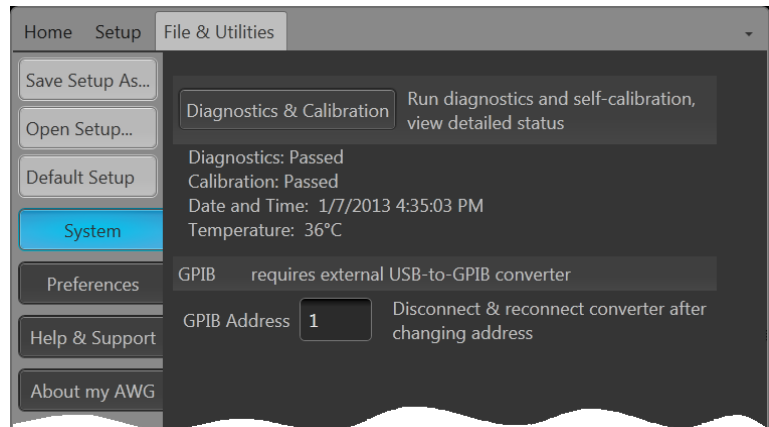 Home Setup File & Utilities
Save Setup As...
Open Setup...
Default Setup
System
Preferences
Help & Support
About my AWG
Diagnostics & Calibration
Run diagnostics and self-calibration,
view detailed status
Diagnostics: Passed
Calibration: Passed
Date and Time: 1/7/2013 4:35:03 PM
Temperature: 36°C
GPIB requires external USB-to-GPIB converter
GPIB Address 1
Disconnect & reconnect converter after
changing address